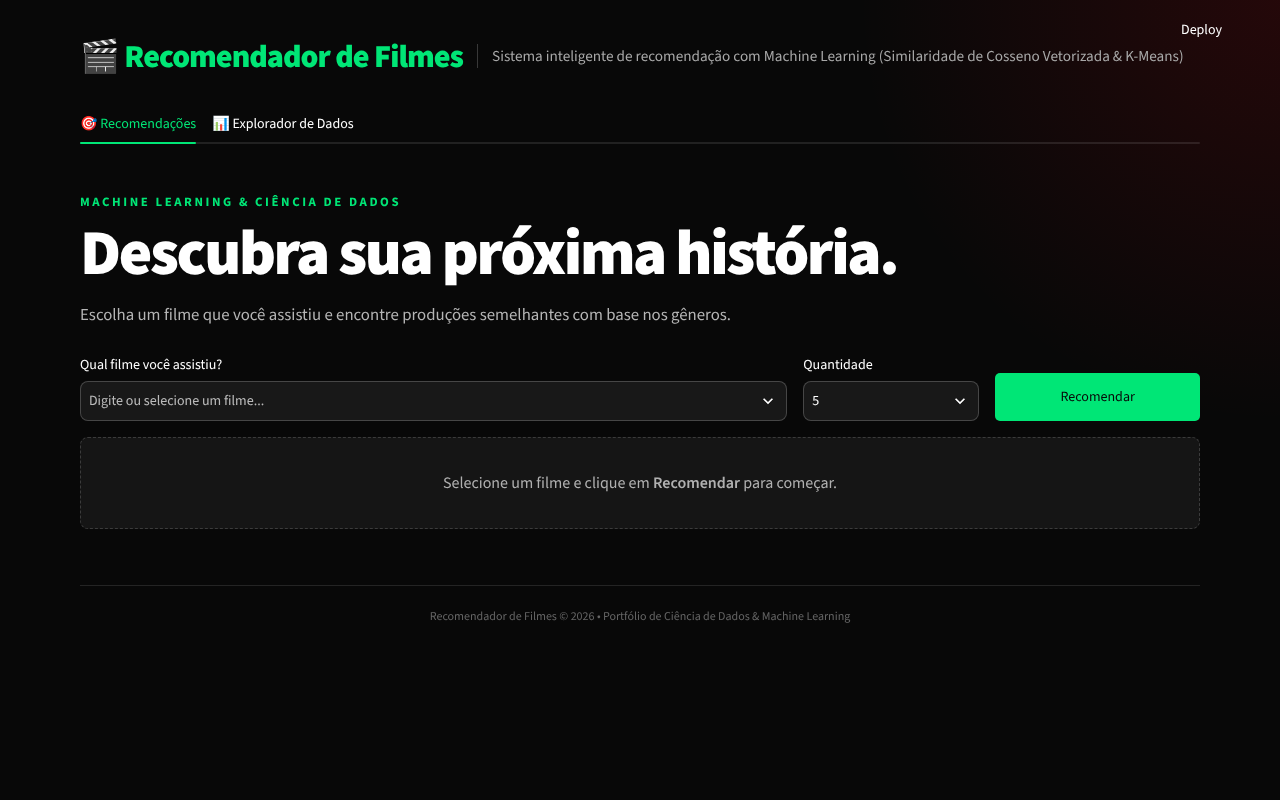 Deploy
🎬 Recomendador de Filmes
Sistema inteligente de recomendação com Machine Learning (Similaridade de Cosseno Vetorizada & K-Means)
🎯 Recomendações
📊 Explorador de Dados
MACHINE LEARNING & CIÊNCIA DE DADOS
Descubra sua próxima história.
Escolha um filme que você assistiu e encontre produções semelhantes com base nos gêneros.
Qual filme você assistiu?
Quantidade
Digite ou selecione um filme...
5
Recomendar
Selecione um filme e clique em Recomendar para começar.
Recomendador de Filmes © 2026 • Portfólio de Ciência de Dados & Machine Learning